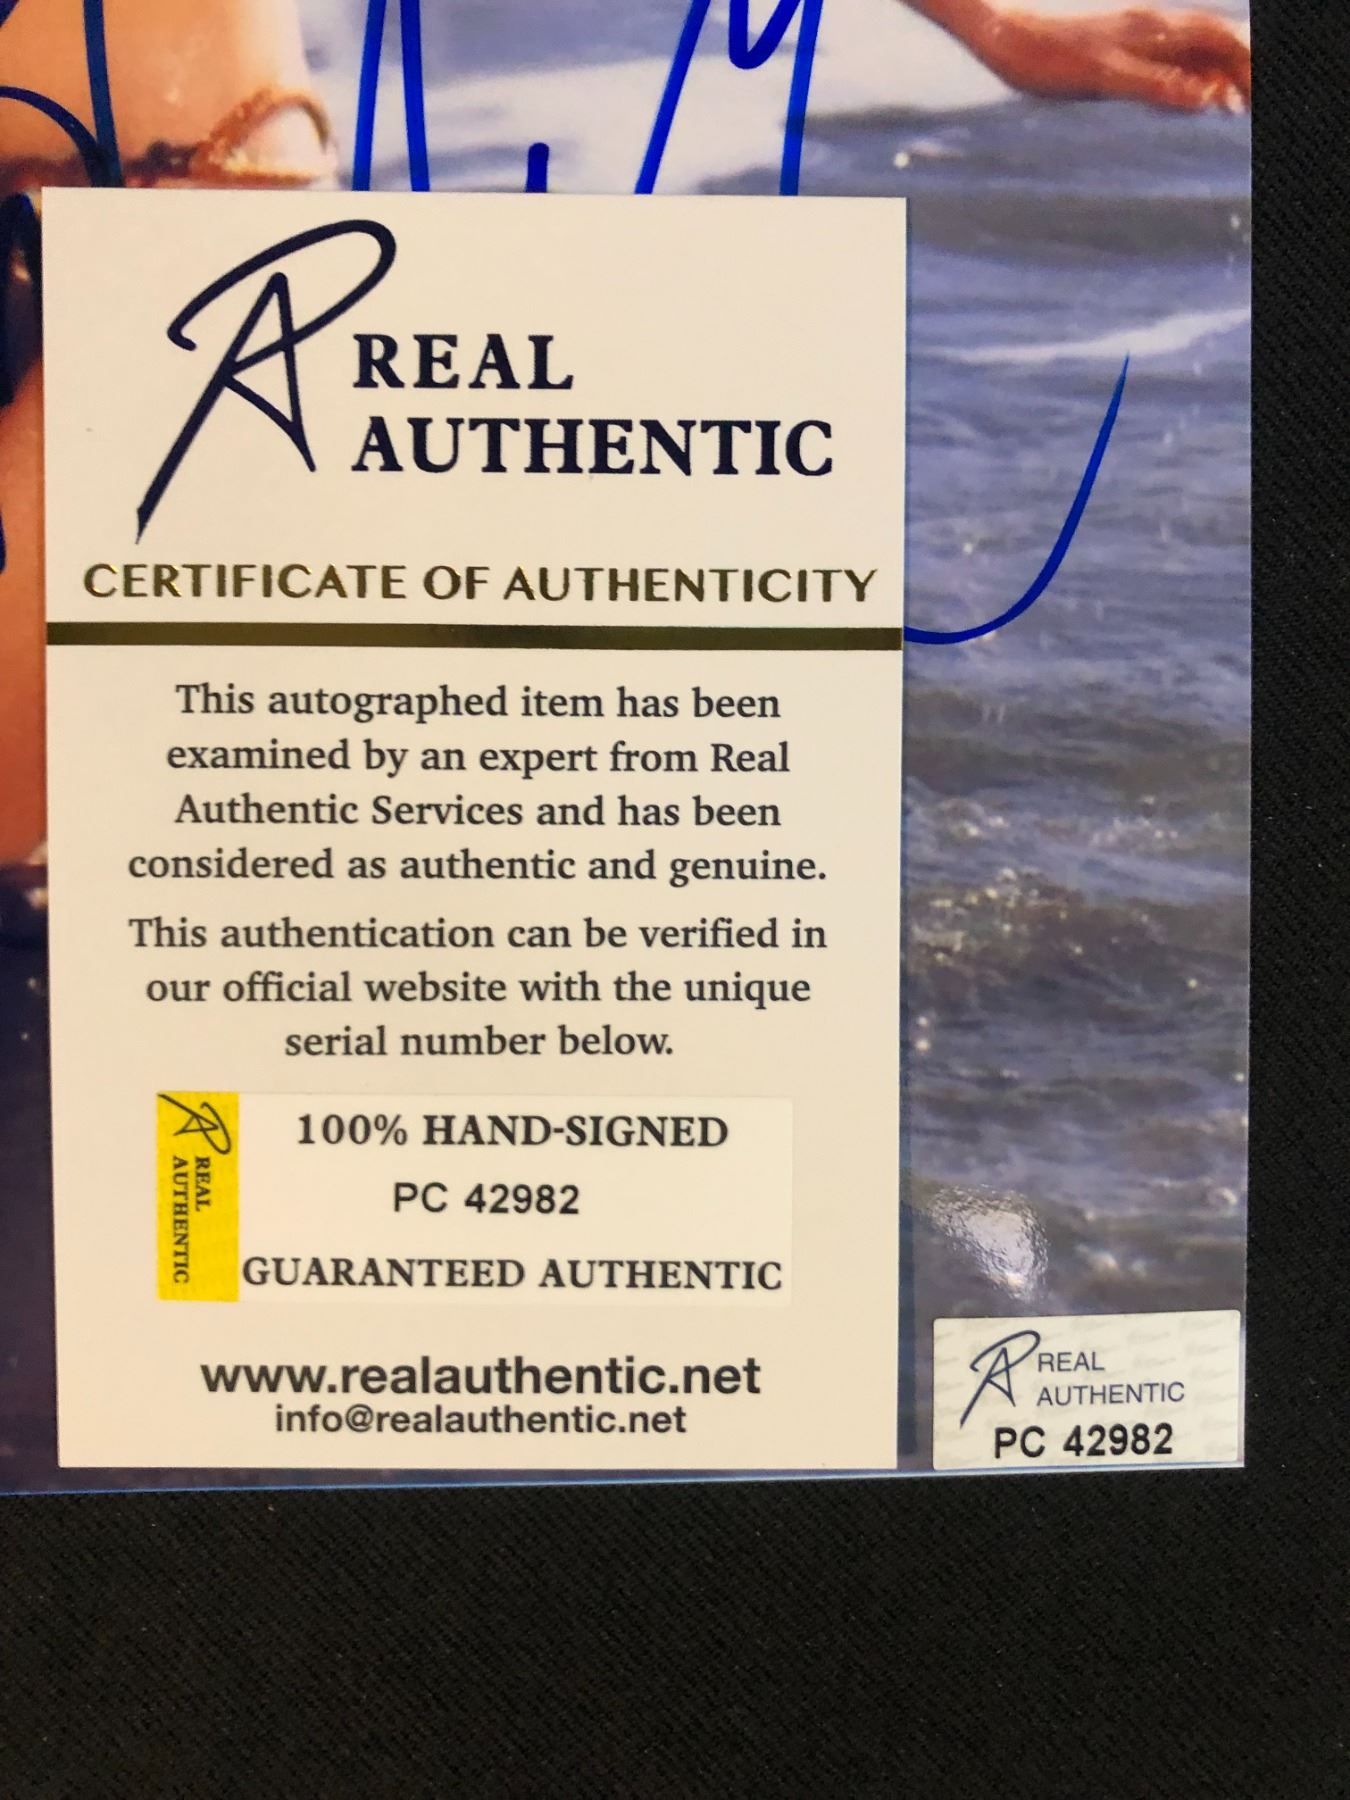 REAL
AUTHENTIC
CERTIFICATE OF AUTHENTICITY
This autographed item has been
examined by an expert from Real
Authentic Services and has been
considered as authentic and genuine.
This authentication can be verified in
our official website with the unique
serial number below.
REAL
AUTHENTIC
100% HAND-SIGNED
PC 42982
GUARANTEED AUTHENTIC
www.realauthentic.net
info@realauthentic.net
REAL
AUTHENTIC
PC 42982